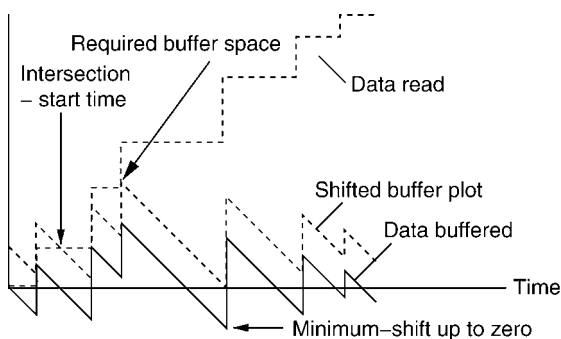 Required buffer space
Intersection
– start time
Data read
Shifted buffer plot
Data buffered
Time
Minimum–shift up to zero